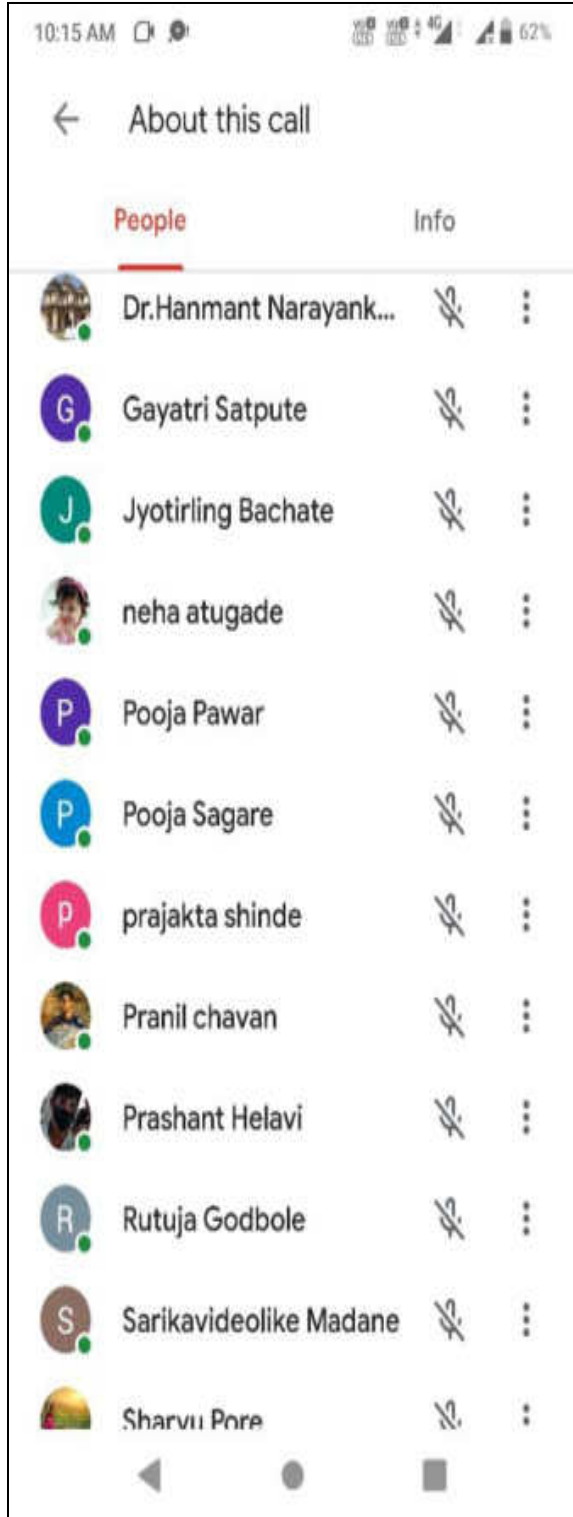 10:15 AM 4G 62%
About this call
People Info
Dr.Hanmant Narayank...
G Gayatri Satpute
J Jyotirling Bachate
neha atugade
P Pooja Pawar
P Pooja Sagare
p prajakta shinde
Pranil chavan
Prashant Helavi
R Rutuja Godbole
S Sarikavideolike Madane
Sharvu Pore